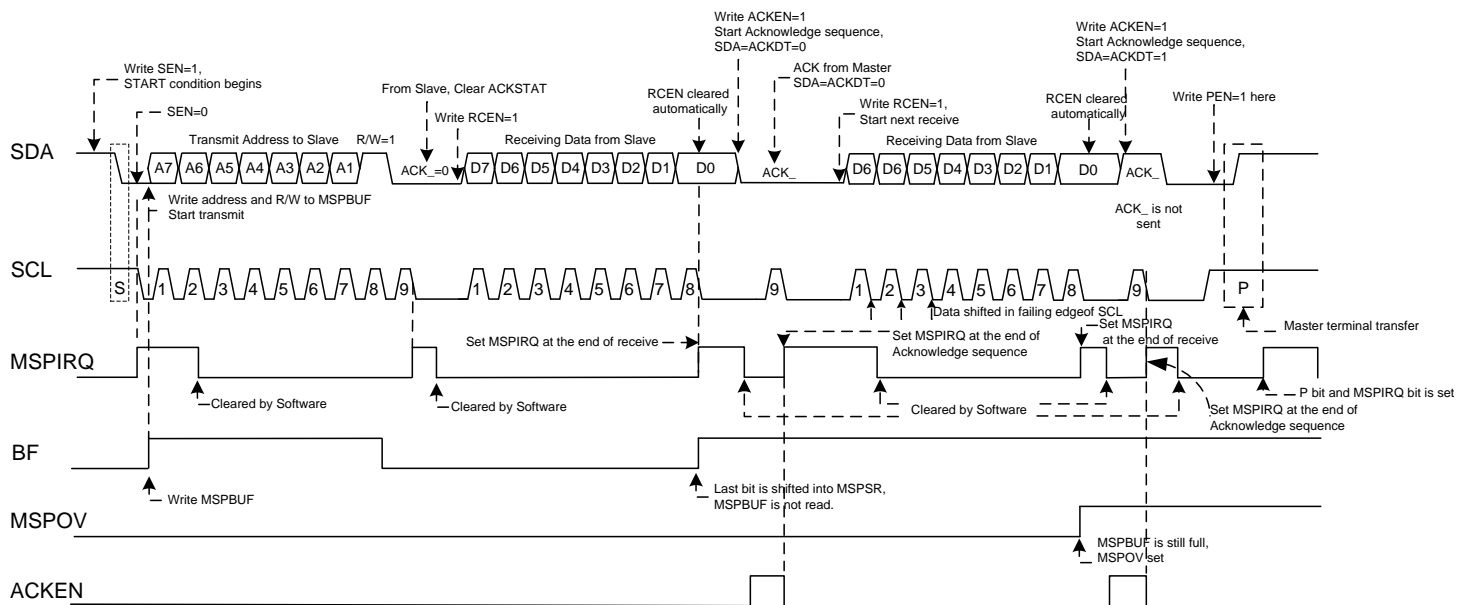 Write ACKEN=1
Start Acknowledge sequence,
SDA=ACKDT=0
Write ACKEN=1
Start Acknowledge sequence,
SDA=ACKDT=1
Write SEN=1,
START condition begins
SEN=0
From Slave, Clear ACKSTAT
Write RCEN=1
RCEN cleared
automatically
ACK from Master
SDA=ACKDT=0
Write RCEN=1,
Start next receive
RCEN cleared
automatically
Write PEN=1 here
Transmit Address to Slave
R/W=1
Receiving Data from Slave
Receiving Data from Slave
SDA
A7 A6 A5 A4 A3 A2 A1 ACK_=0 D7 D6 D5 D4 D3 D2 D1 D0 ACK_ D6 D6 D5 D4 D3 D2 D1 D0 ACK_
Write address and R/W to MSPBUF
Start transmit
ACK_ is not
sent
SCL
S 1 2 3 4 5 6 7 8 9 1 2 3 4 5 6 7 8 9 1 2 3 4 5 6 7 8 9 P
Data shifted in failing edgeof SCL
Master terminal transfer
Set MSPIRQ at the end of receive
Set MSPIRQ at the end of
Acknowledge sequence
Set MSPIRQ
at the end of receive
MSPIRQ
Cleared by Software
Cleared by Software
Cleared by Software
P bit and MSPIRQ bit is set
Set MSPIRQ at the end of
Acknowledge sequence
BF
Write MSPBUF
Last bit is shifted into MSPSR,
MSPBUF is not read.
MSPOV
MSPBUF is still full,
MSPOV set
ACKEN